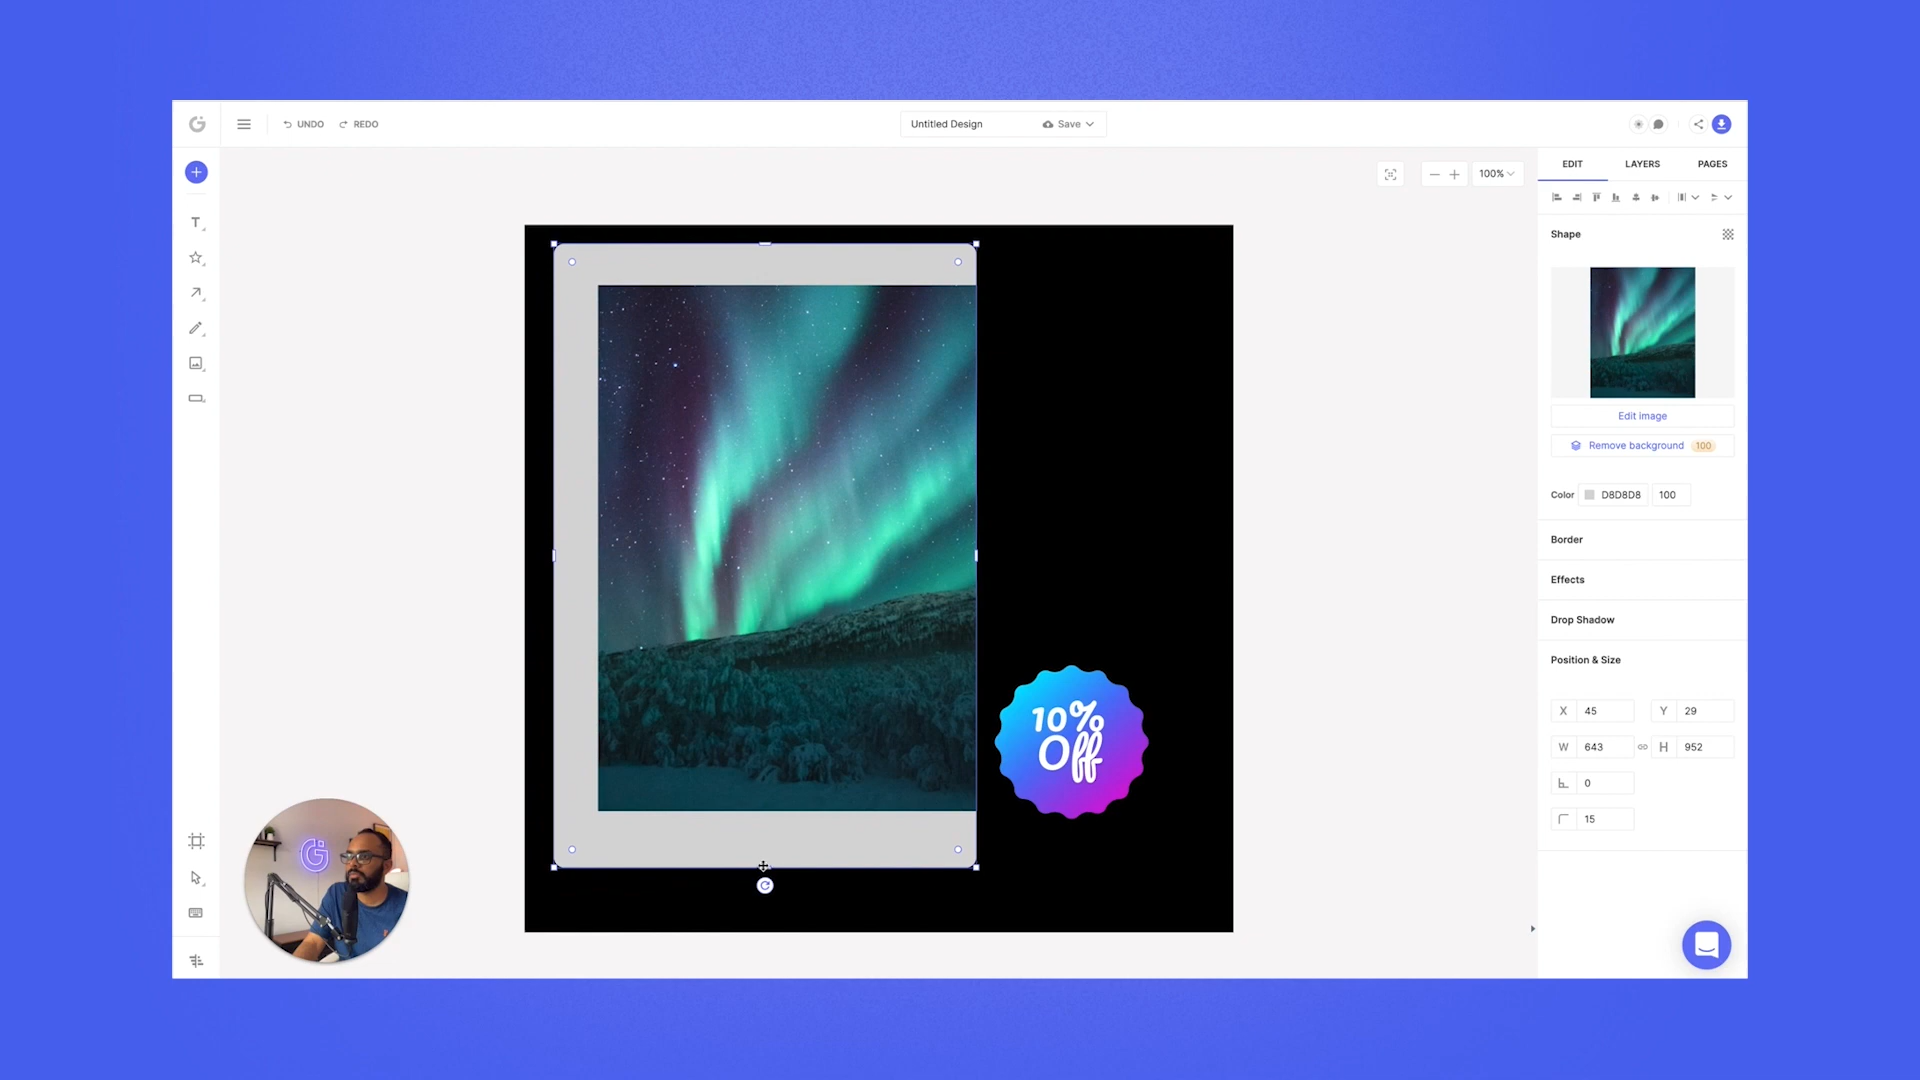 UNDO REDO Untitled Design Save
EDIT LAYERS PAGES
100%
Shape
Edit image
Remove background 100
Color D8D8D8 100
Border
Effects
Drop Shadow
Position & Size
X 45 Y 29
W 643 H 952
0
15
10%
Off